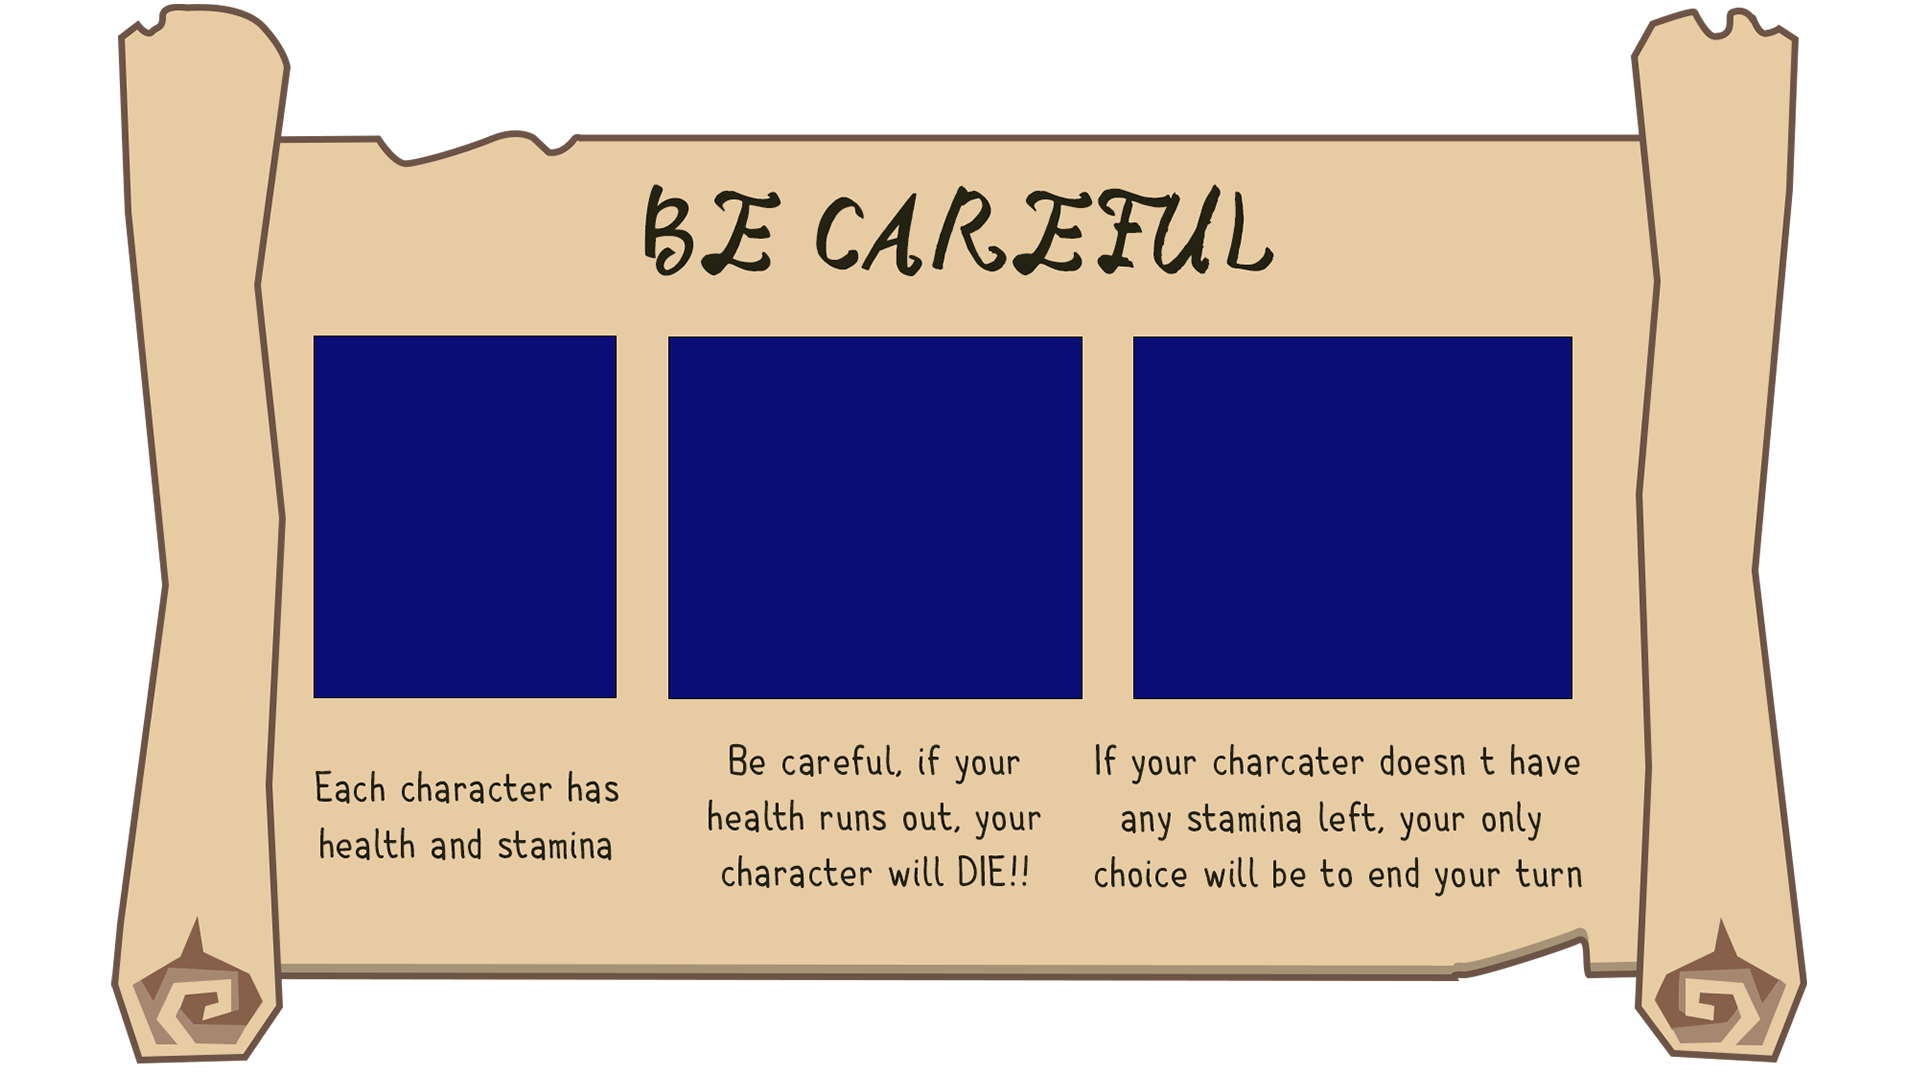 BE CAREFUL
Each character has
health and stamina
Be careful, if your
health runs out, your
character will DIE!!
If your charcater doesn t have
any stamina left, your only
choice will be to end your turn